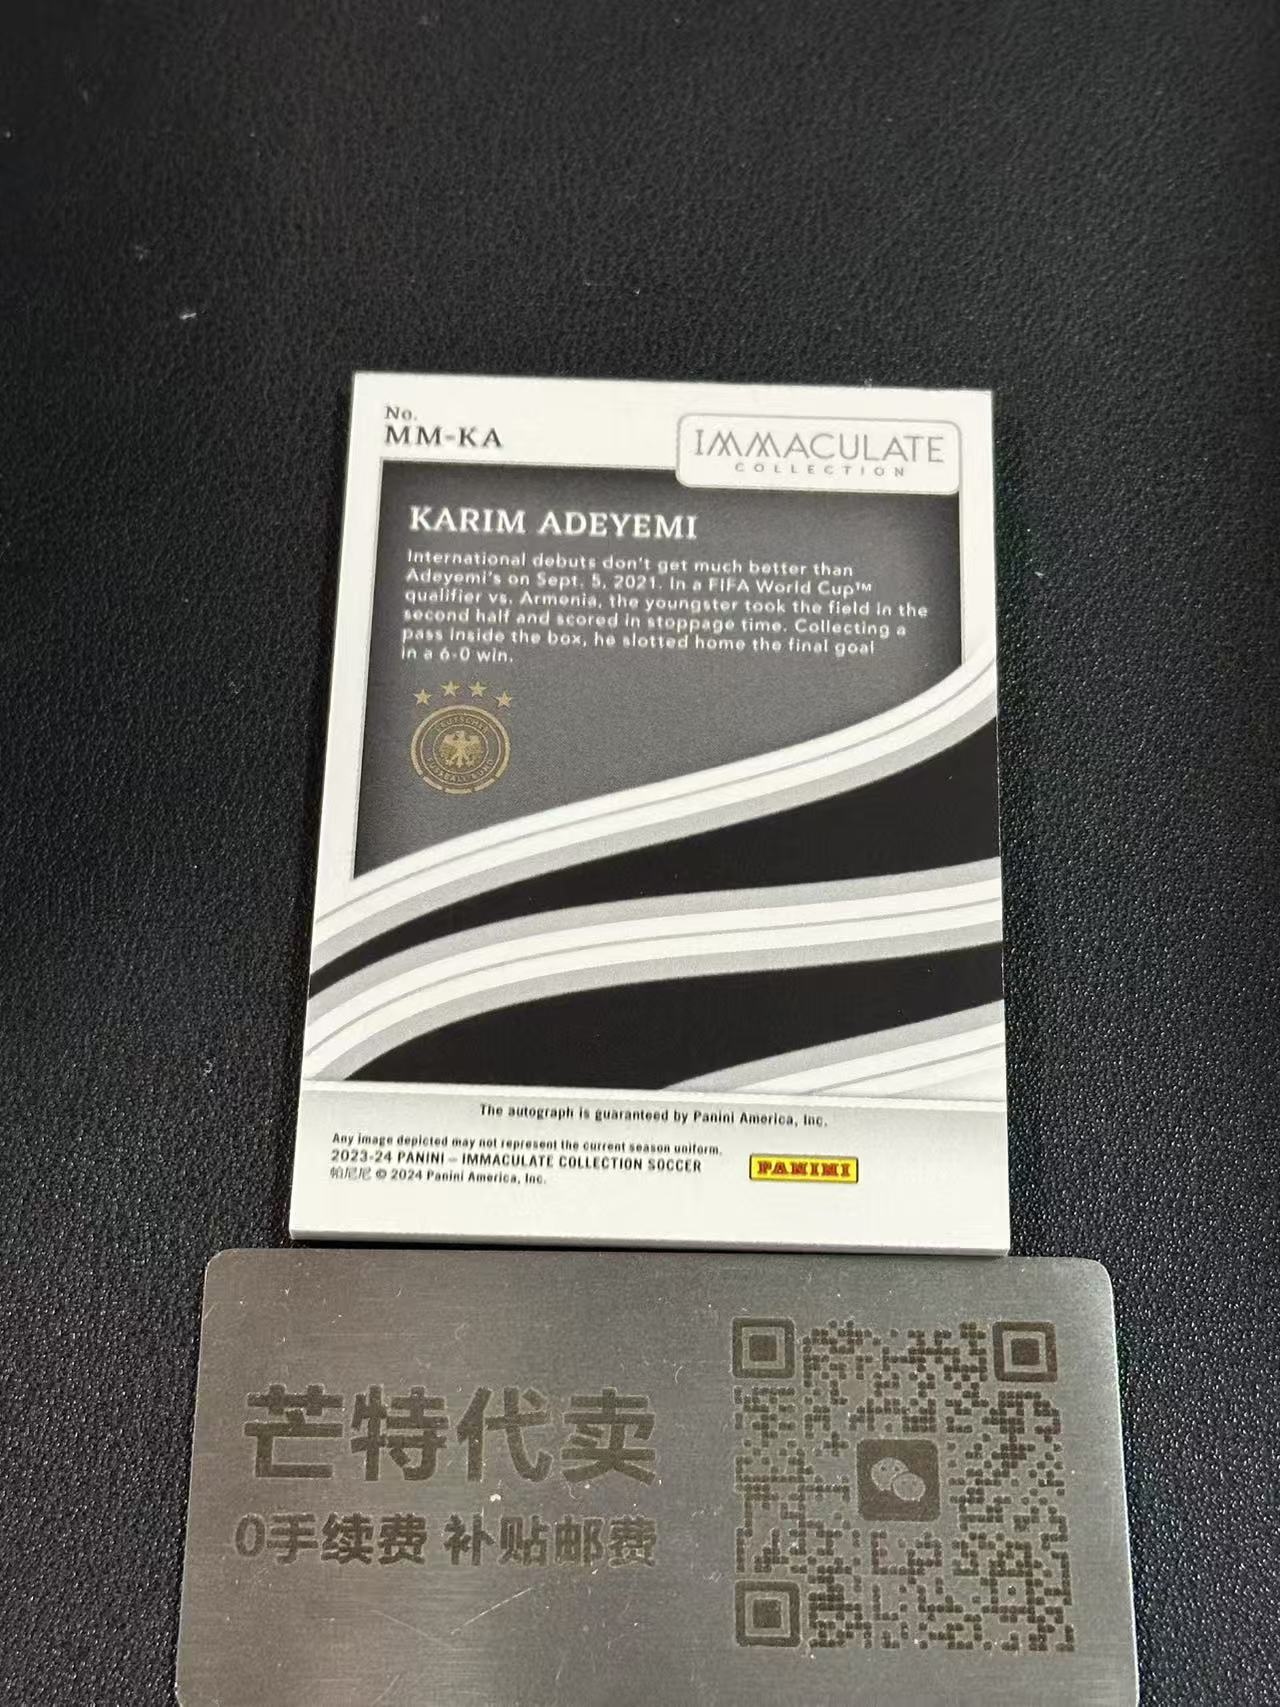 No.
MM-KA
IMMACULATE
COLLECTION
KARIM ADEYEMI
International debuts don't get much better than
Adeyemi's on Sept. 5, 2021. In a FIFA World Cup™
qualifier vs. Armenia, the youngster took the field in the
second half and scored in stoppage time. Collecting a
pass inside the box, he slotted home the final goal
in a 6-0 win.
DEUTSCHER
FUSSBALL-BUND
The autograph is guaranteed by Panini America, Inc.
Any image depicted may not represent the current season uniform.
2023-24 PANINI – IMMACULATE COLLECTION SOCCER
帕尼尼 © 2024 Panini America, Inc.
PANINI
芒特代卖
0手续费 补贴邮费